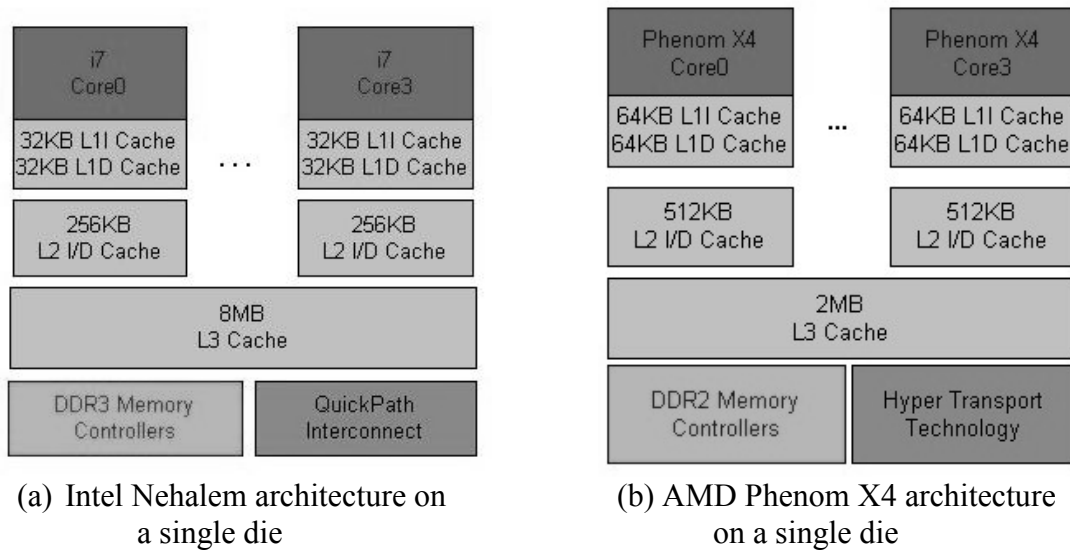 i7
Core0
32KB L1I Cache
32KB L1D Cache
256KB
L2 I/D Cache
. . .
i7
Core3
32KB L1I Cache
32KB L1D Cache
256KB
L2 I/D Cache
8MB
L3 Cache
DDR3 Memory
Controllers
QuickPath
Interconnect
(a) Intel Nehalem architecture on
a single die
Phenom X4
Core0
64KB L1I Cache
64KB L1D Cache
512KB
L2 I/D Cache
...
Phenom X4
Core3
64KB L1I Cache
64KB L1D Cache
512KB
L2 I/D Cache
2MB
L3 Cache
DDR2 Memory
Controllers
Hyper Transport
Technology
(b) AMD Phenom X4 architecture
on a single die